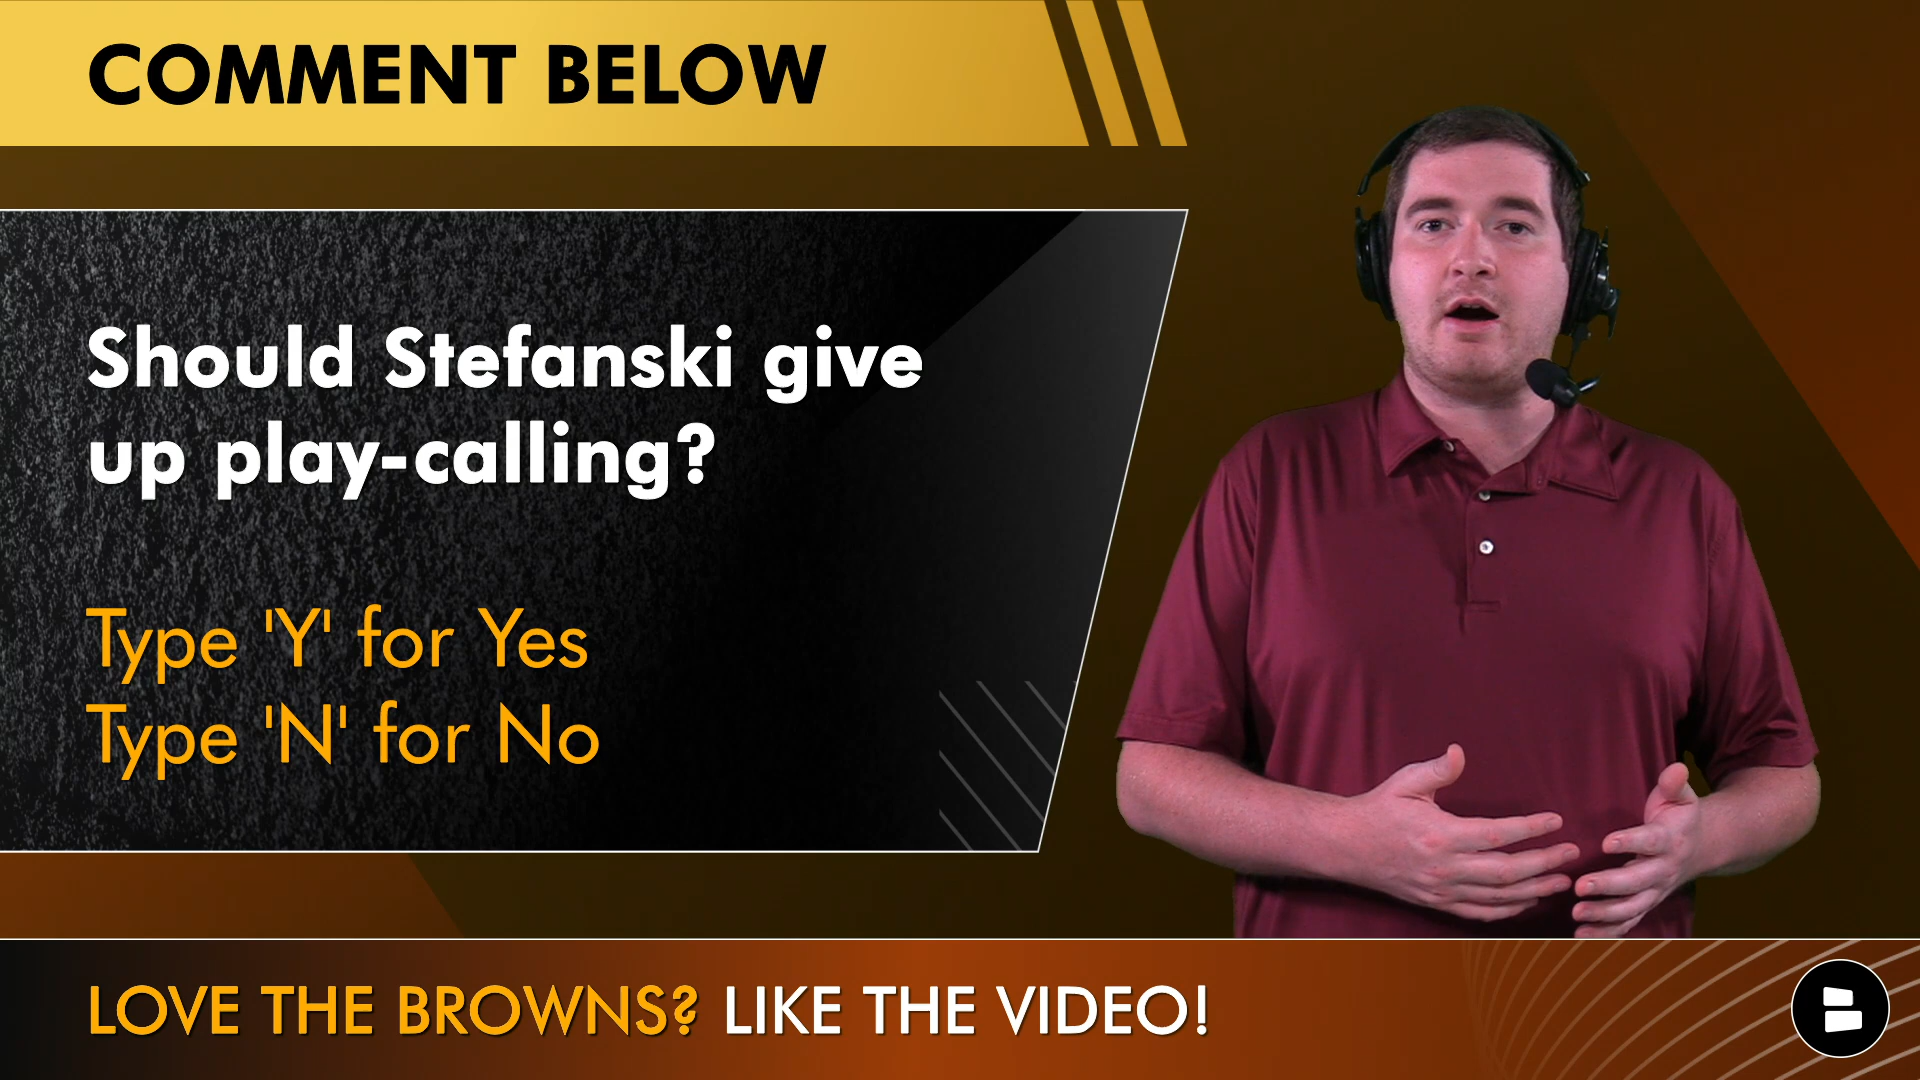 COMMENT BELOW
Should Stefanski give
up play-calling?
Type 'Y' for Yes
Type 'N' for No
LOVE THE BROWNS? LIKE THE VIDEO!